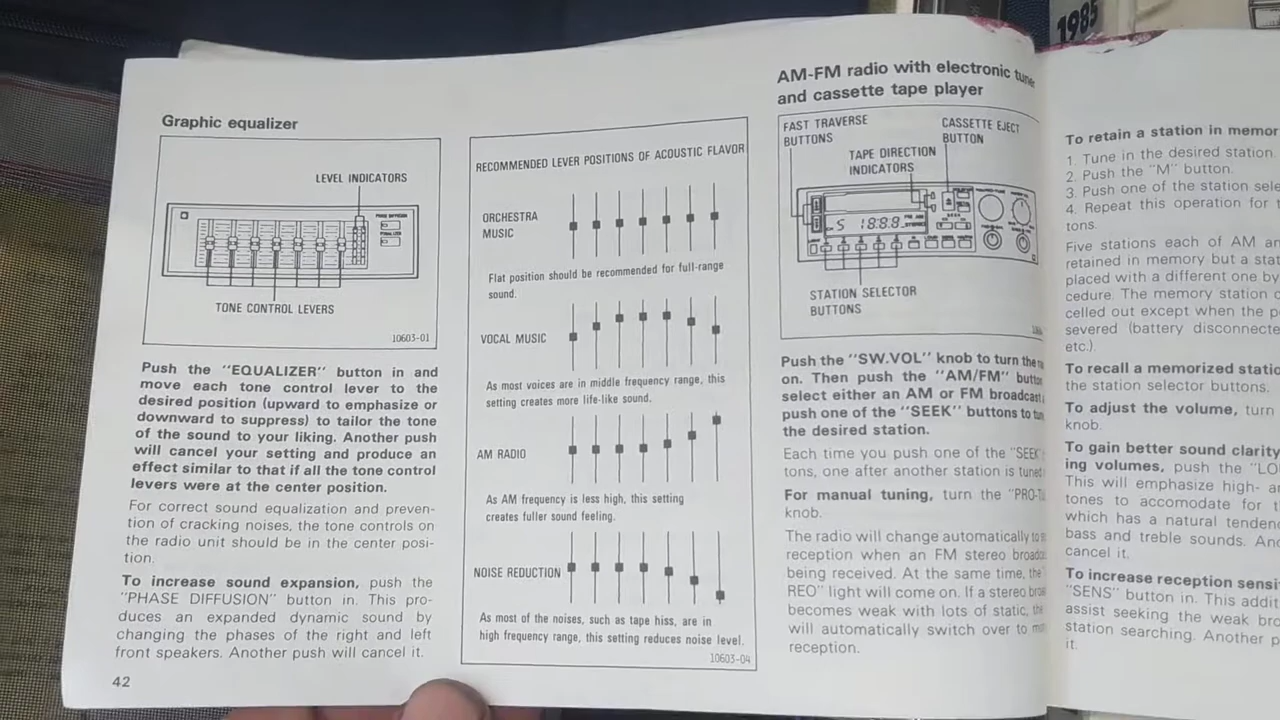 1985
Graphic equalizer
LEVEL INDICATORS
TONE CONTROL LEVERS
10603-01
Push the "EQUALIZER" button in and
move each tone control lever to the
desired position (upward to emphasize or
downward to suppress) to tailor the tone
of the sound to your liking. Another push
will cancel your setting and produce an
effect similar to that if all the tone control
levers were at the center position.
For correct sound equalization and preven-
tion of cracking noises, the tone controls on
the radio unit should be in the center posi-
tion.
To increase sound expansion, push the
"PHASE DIFFUSION" button in. This pro-
duces an expanded dynamic sound by
changing the phases of the right and left
front speakers. Another push will cancel it.
42
RECOMMENDED LEVER POSITIONS OF ACOUSTIC FLAVOR
ORCHESTRA
MUSIC
Flat position should be recommended for full-range
sound.
VOCAL MUSIC
As most voices are in middle frequency range, this
setting creates more life-like sound.
AM RADIO
As AM frequency is less high, this setting
creates fuller sound feeling.
NOISE REDUCTION
As most of the noises, such as tape hiss, are in
high frequency range, this setting reduces noise level.
10603-04
AM-FM radio with electronic tuner
and cassette tape player
FAST TRAVERSE
BUTTONS
CASSETTE EJECT
BUTTON
TAPE DIRECTION
INDICATORS
STATION SELECTOR
BUTTONS
Push the "SW.VOL" knob to turn the
on. Then push the "AM/FM"
select either an AM or FM
push one of the "SEEK" buttons to
the desired station.
Each time you push one of the "SEEK"
tons, one after another station is tuned
For manual tuning, turn the
knob.
The radio will change automatically to
reception when an FM stereo
being received. At the same time, the
REO" light will come on. If a stereo
becomes weak with lots of static, the
will automatically switch over to
reception.
To retain a station in
1. Tune in the desired station.
2. Push the "M" button.
3. Push one of the station
4. Repeat this operation for
tons.
Five stations each of AM
retained in memory but a
placed with a different one by
cedure. The memory station
celled out except when the
severed (battery
etc.).
To recall a memorized
the station selector buttons.
To adjust the volume, turn
knob.
To gain better sound clarity
ing volumes, push the
This will emphasize high-
tones to accomodate for
which has a natural
bass and treble sounds.
cancel it.
To increase reception
"SENS" button in. This
assist seeking the weak
station searching. Another
it.